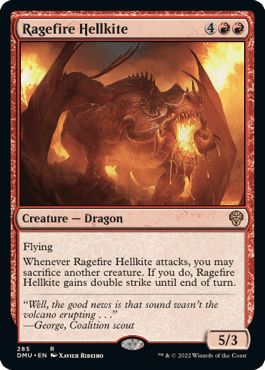 Ragefire Hellkite 4
Creature — Dragon
Flying
Whenever Ragefire Hellkite attacks, you may
sacrifice another creature. If you do, Ragefire
Hellkite gains double strike until end of turn.
“Well, the good news is that sound wasn’t the
volcano erupting . . .”
—George, Coalition scout
5/3
285 R
DMU • EN Xavier Ribeiro ™ & © 2022 Wizards of the Coast